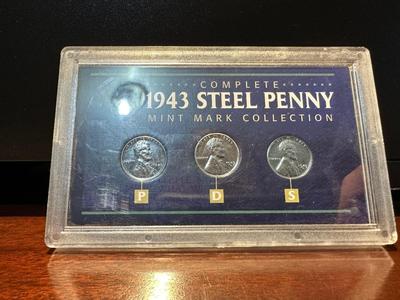 COMPLETE
1943 STEEL PENNY
MINT MARK COLLECTION
P D S